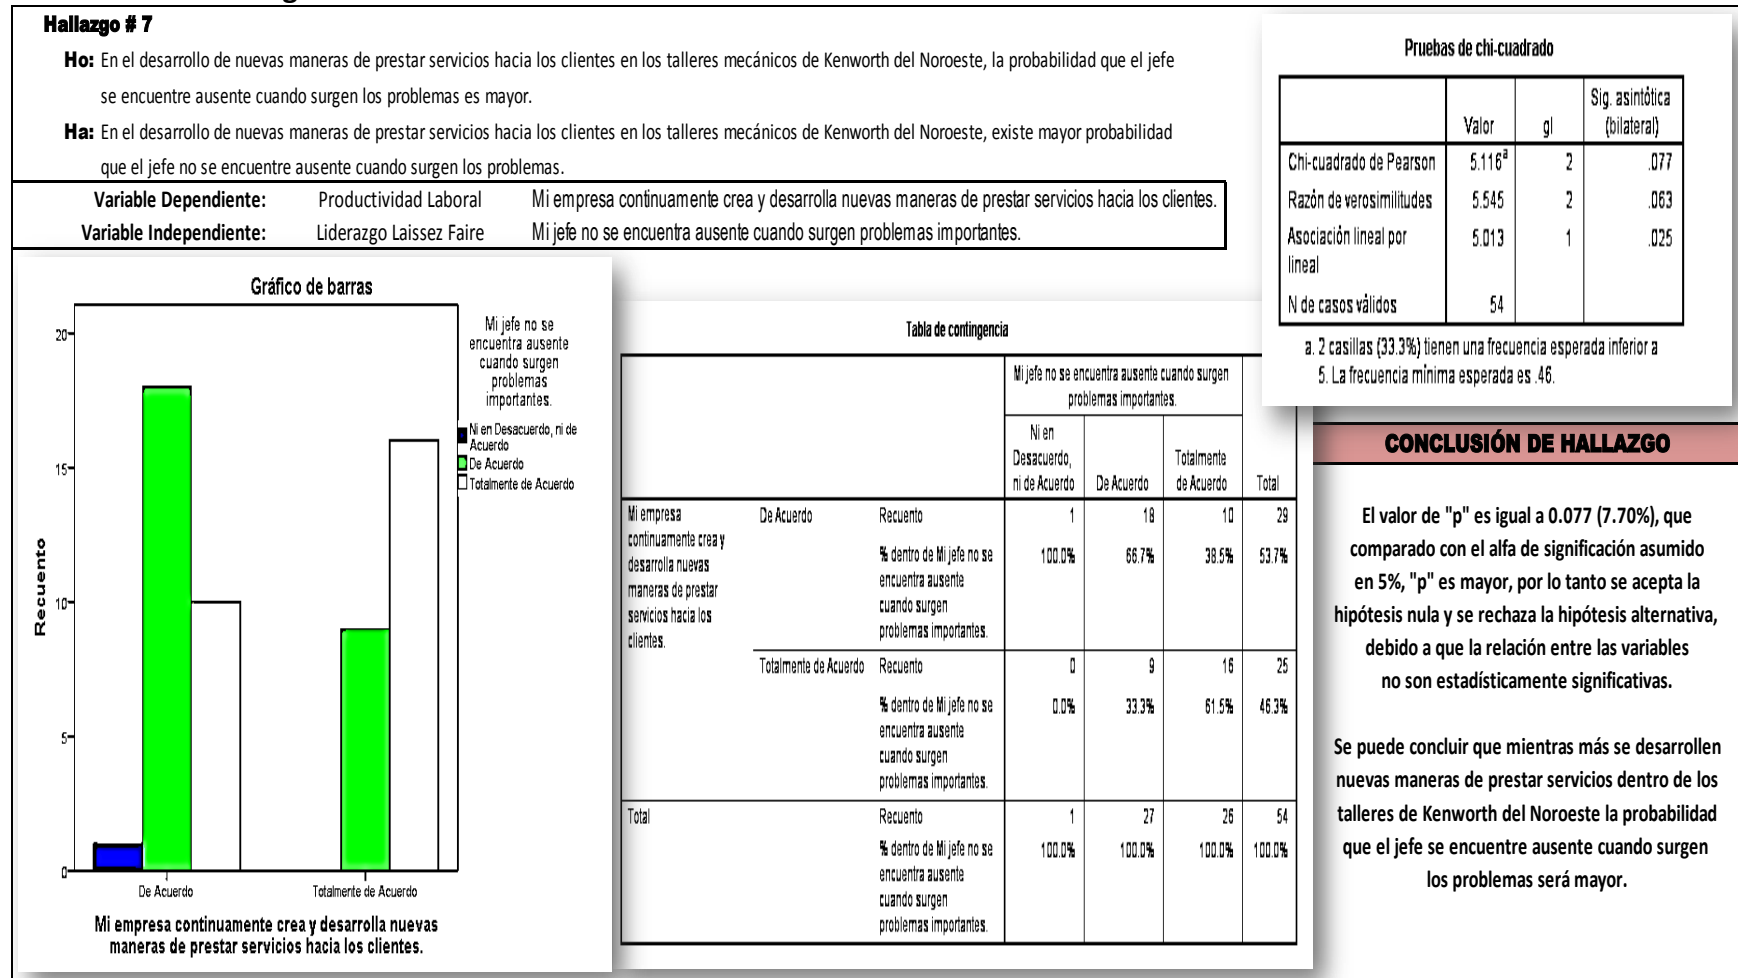 Hallazgo # 7
Ho: En el desarrollo de nuevas maneras de prestar servicios hacia los clientes en los talleres mecánicos de Kenworth del Noroeste, la probabilidad que el jefe
se encuentre ausente cuando surgen los problemas es mayor.
Ha: En el desarrollo de nuevas maneras de prestar servicios hacia los clientes en los talleres mecánicos de Kenworth del Noroeste, existe mayor probabilidad
que el jefe no se encuentre ausente cuando surgen los problemas.
Variable Dependiente: Productividad Laboral Mi empresa continuamente crea y desarrolla nuevas maneras de prestar servicios hacia los clientes.
Variable Independiente: Liderazgo Laissez Faire Mi jefe no se encuentra ausente cuando surgen problemas importantes.
Pruebas de chi-cuadrado
Valor gl Sig. asintótica
(bilateral)
Chi-cuadrado de Pearson 5.116a 2 .077
Razón de verosimilitudes 5.545 2 .063
Asociación lineal por
lineal 5.013 1 .025
N de casos válidos 54
a. 2 casillas (33.3%) tienen una frecuencia esperada inferior a
5. La frecuencia mínima esperada es .46.
Gráfico de barras
20
15
10
5
0
Recuento
De Acuerdo Totalmente de Acuerdo
Mi empresa continuamente crea y desarrolla nuevas
maneras de prestar servicios hacia los clientes.
Mi jefe no se
encuentra ausente
cuando surgen
problemas
importantes.
Ni en Desacuerdo, ni de
Acuerdo
De Acuerdo
Totalmente de Acuerdo
Tabla de contingencia
Mi jefe no se encuentra ausente cuando surgen
problemas importantes.
Ni en
Desacuerdo,
ni de Acuerdo
De Acuerdo
Totalmente
de Acuerdo
Total
Mi empresa
continuamente crea y
desarrolla nuevas
maneras de prestar
servicios hacia los
clientes.
De Acuerdo Recuento 1 18 10 29
% dentro de Mi jefe no se 100.0% 66.7% 38.5% 53.7%
encuentra ausente
cuando surgen
problemas importantes.
Totalmente de Acuerdo Recuento 0 9 16 25
% dentro de Mi jefe no se 0.0% 33.3% 61.5% 46.3%
encuentra ausente
cuando surgen
problemas importantes.
Total Recuento 1 27 26 54
% dentro de Mi jefe no se 100.0% 100.0% 100.0% 100.0%
encuentra ausente
cuando surgen
problemas importantes.
CONCLUSIÓN DE HALLAZGO
El valor de "p" es igual a 0.077 (7.70%), que
comparado con el alfa de significación asumido
en 5%, "p" es mayor, por lo tanto se acepta la
hipótesis nula y se rechaza la hipótesis alternativa,
debido a que la relación entre las variables
no son estadísticamente significativas.
Se puede concluir que mientras más se desarrollen
nuevas maneras de prestar servicios dentro de los
talleres de Kenworth del Noroeste la probabilidad
que el jefe se encuentre ausente cuando surgen
los problemas será mayor.